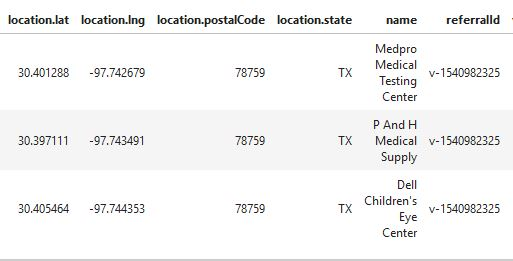 location.lat location.lng location.postalCode location.state name referralId
Medpro
Medical
30.401288 -97.742679 78759 TX Testing v-1540982325
Center
P And H
30.397111 -97.743491 78759 TX Medical v-1540982325
Supply
Dell
Children's
30.405464 -97.744353 78759 TX Eye v-1540982325
Center